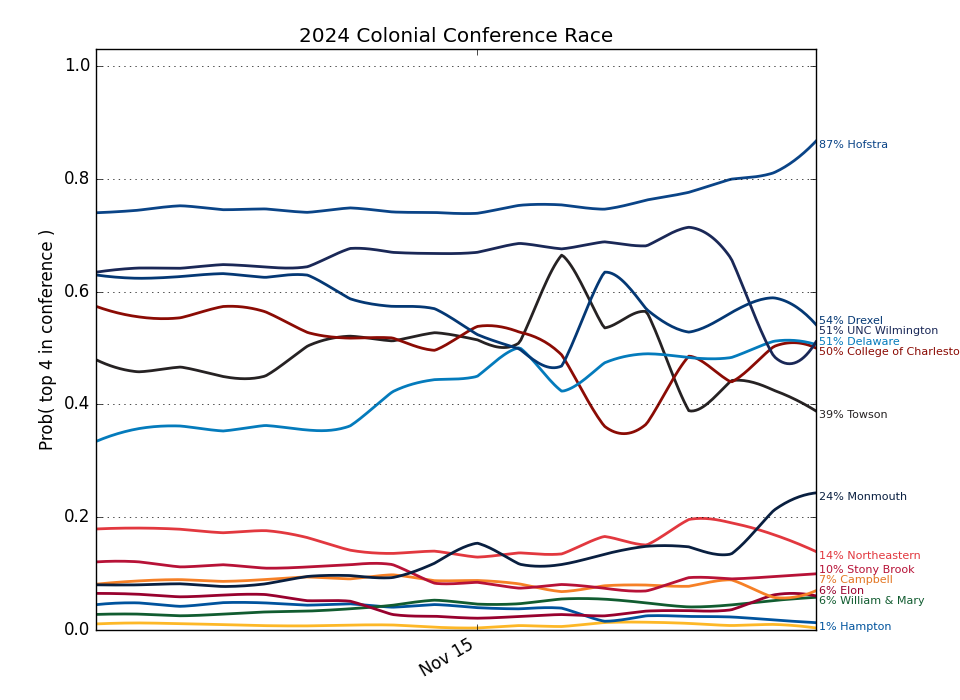 2024 Colonial Conference Race
Prob( top 4 in conference )
1.0
0.8
0.6
0.4
0.2
0.0
Nov 15
87% Hofstra
54% Drexel
51% UNC Wilmington
51% Delaware
50% College of Charlesto
39% Towson
24% Monmouth
14% Northeastern
10% Stony Brook
7% Campbell
6% Elon
6% William & Mary
1% Hampton